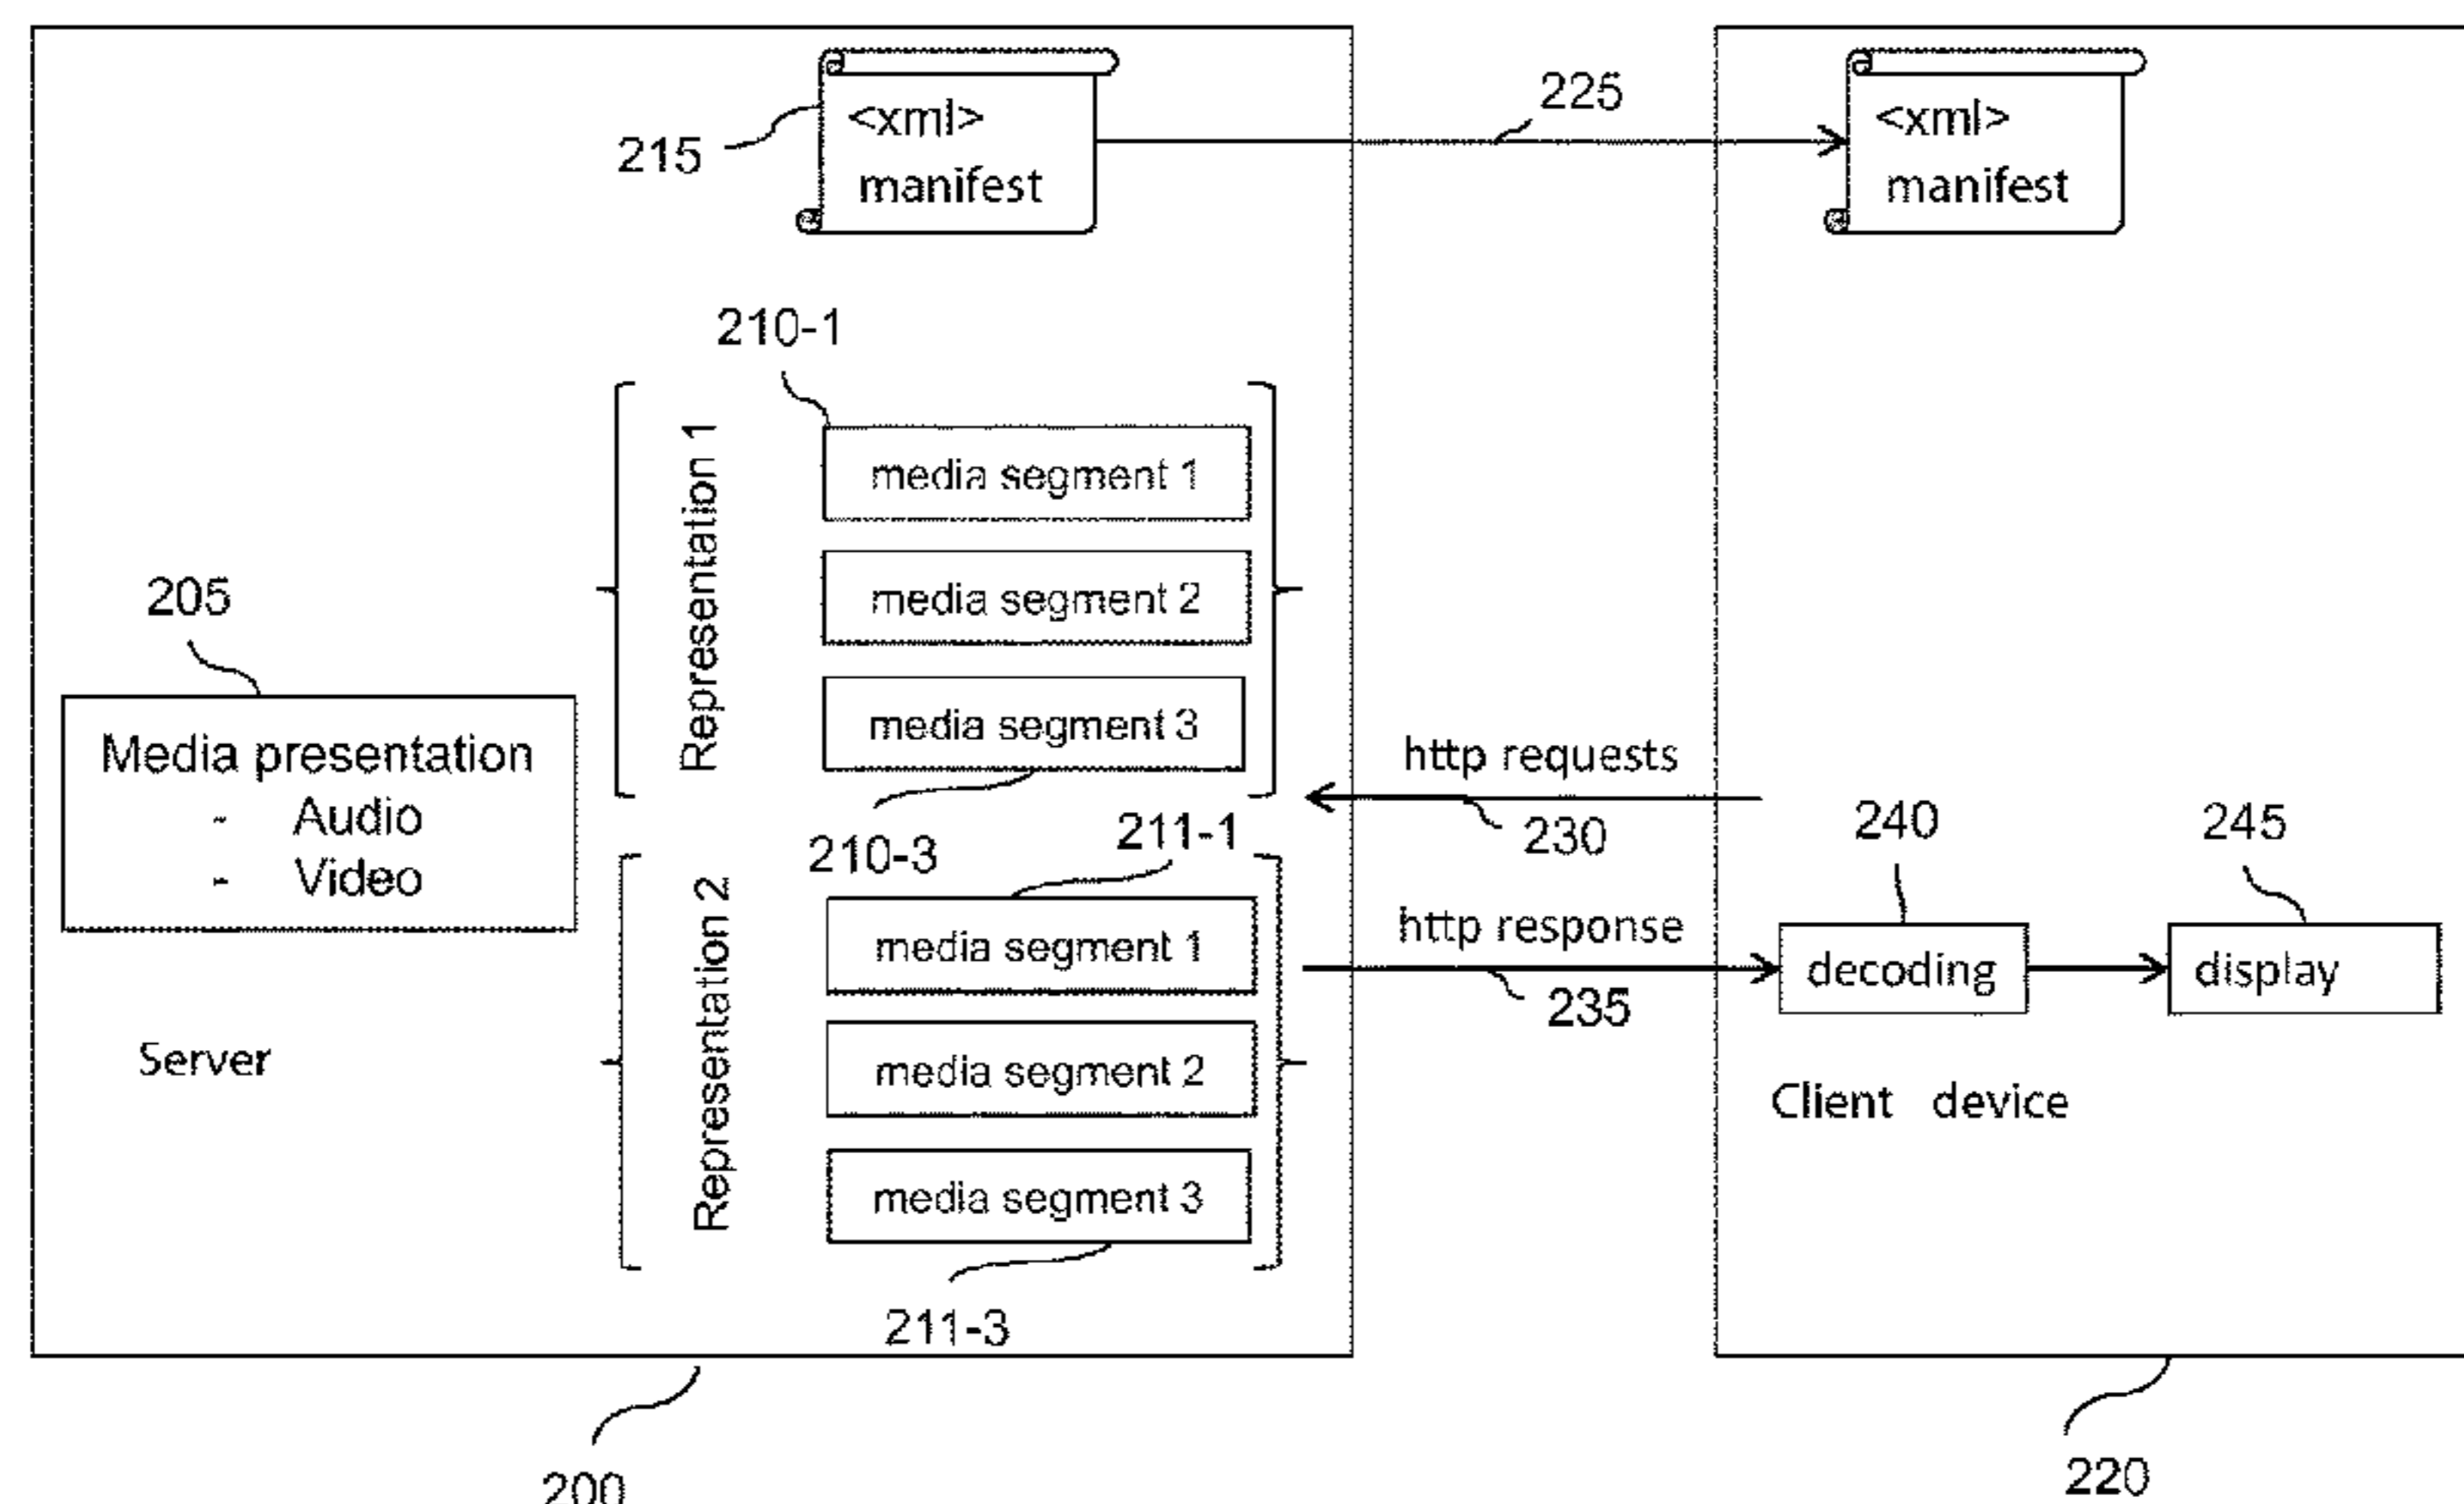 <xml>
manifest
215
225
<xml>
manifest
210-1
Representation 1
media segment 1
media segment 2
media segment 3
210-3
205
Media presentation
- Audio
- Video
Server
211-1
Representation 2
media segment 1
media segment 2
media segment 3
211-3
http requests
230
http response
235
240
decoding
245
display
Client device
200
220